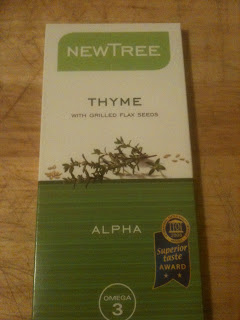 NEWTREE
THYME
WITH GRILLED FLAX SEEDS
ALPHA
Superior
taste
AWARD
OMEGA
3